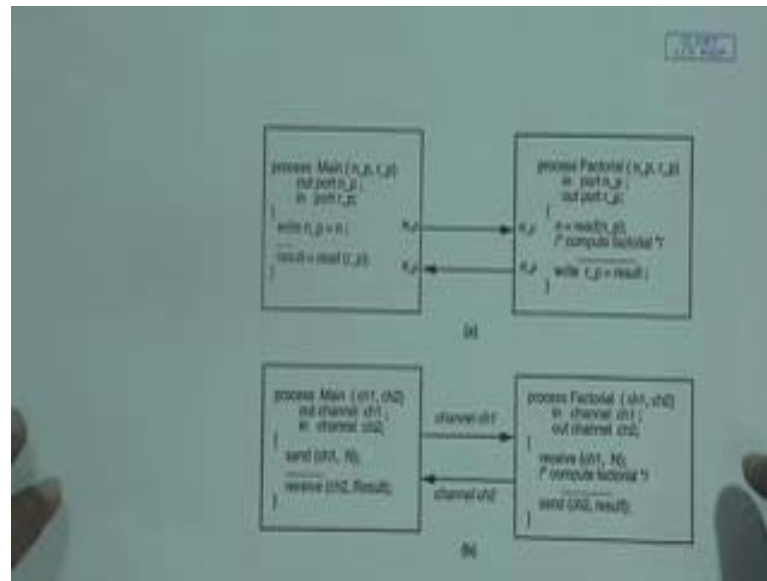 process Main ( n_p, r_p)
out port n_p ;
in port r_p;
{
write n_p = n ;
result = read (r_p);
}
n_p
process Factorial ( n_p, r_p)
in port n_p ;
out port r_p;
{
n_p
n = read(n_p);
/* compute factorial */
write r_p = result ;
}
(a)
process Main ( ch1, ch2)
out channel ch1 ;
in channel ch2;
{
send (ch1, N);
receive (ch2, Result);
}
channel ch1
channel ch2
process Factorial ( ch1, ch2)
in channel ch1 ;
out channel ch2;
{
receive (ch1, N);
/* compute factorial */
send (ch2, result);
}
(b)